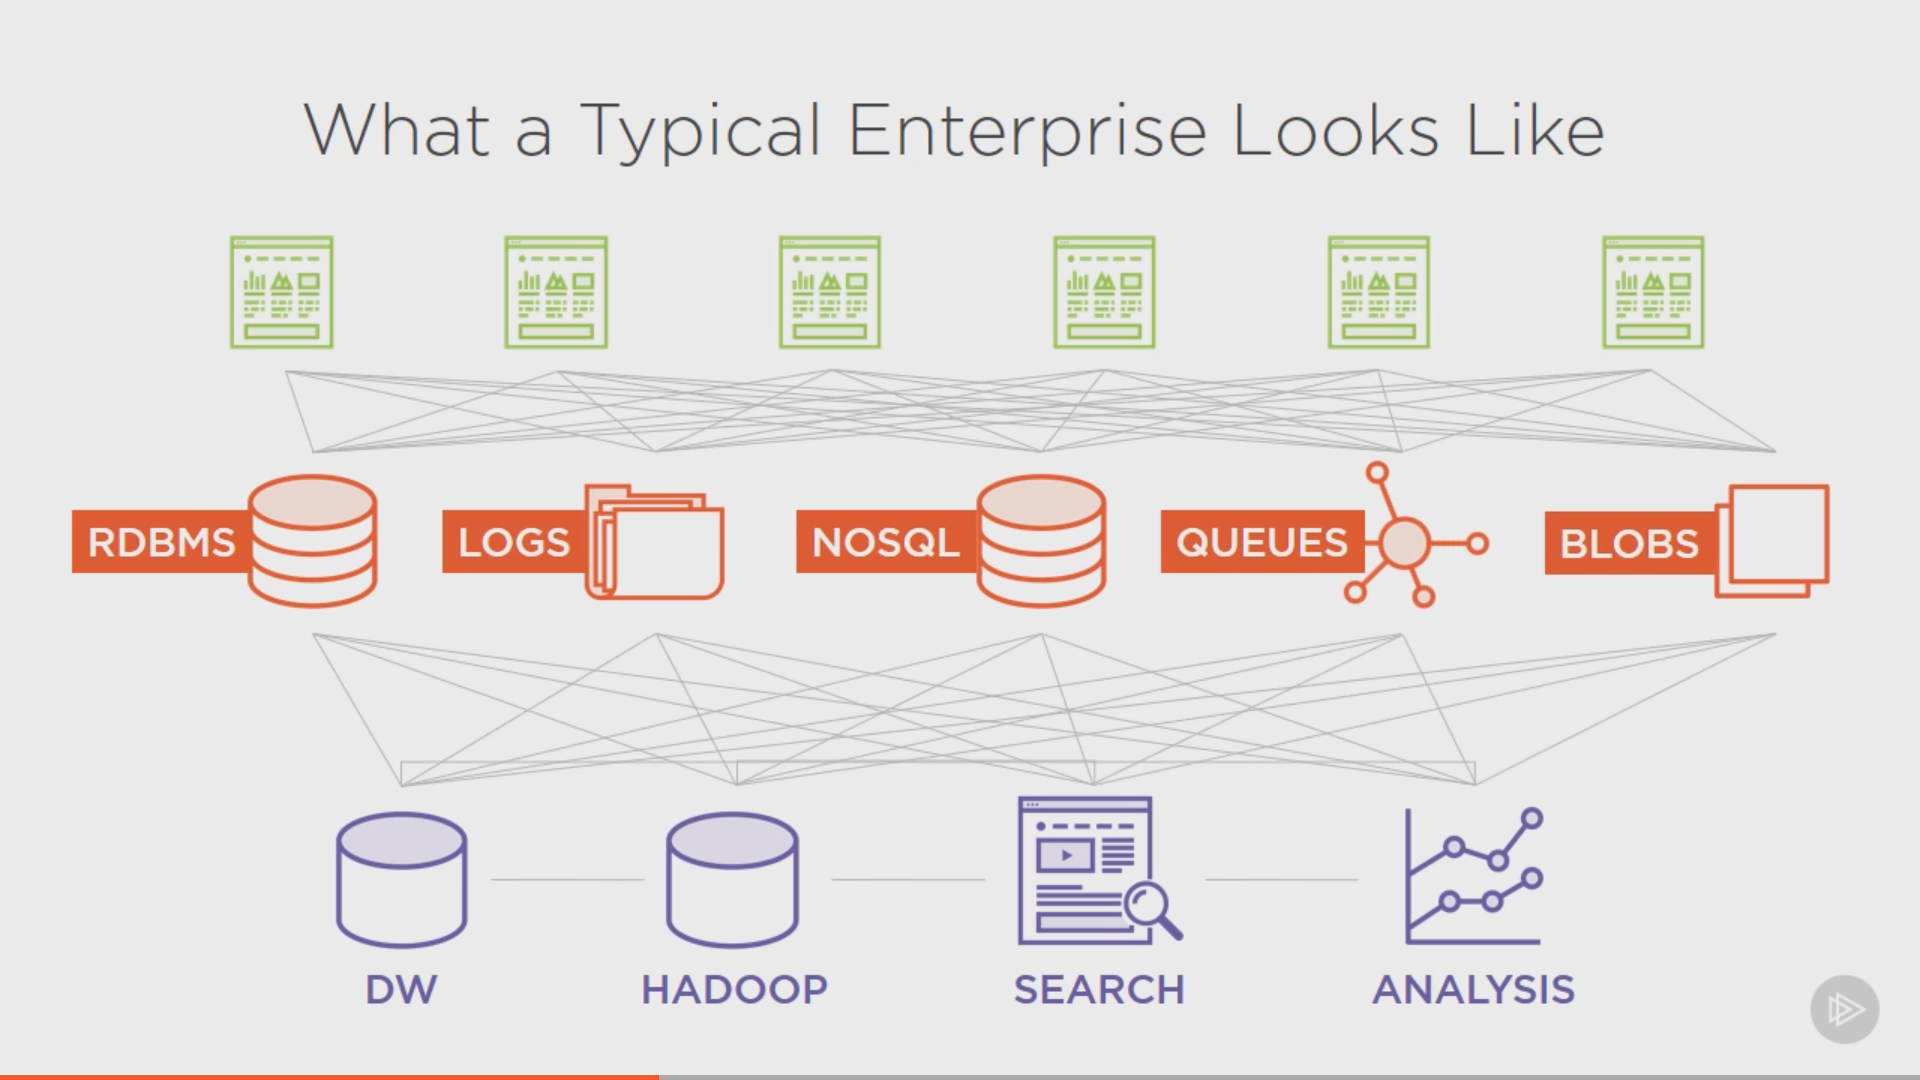 What a Typical Enterprise Looks Like
RDBMS
LOGS
NOSQL
QUEUES
BLOBS
DW
HADOOP
SEARCH
ANALYSIS